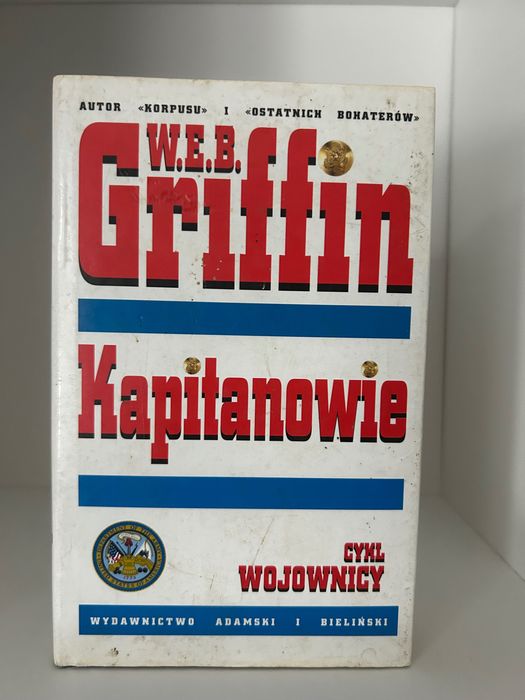 AUTOR «KORPUSU» I «OSTATNICH BOHATERÓW»
W.E.B.
Griffin
Kapitanowie
CYKL
WOJOWNICY
WYDAWNICTWO ADAMSKI I BIELIŃSKI